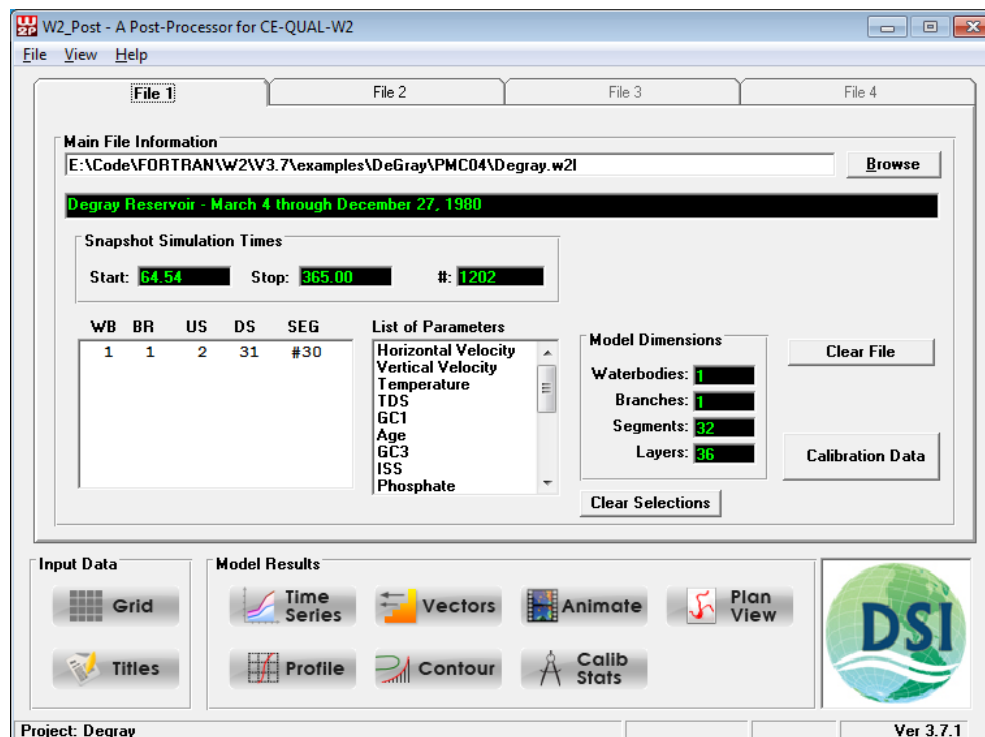 W2_Post - A Post-Processor for CE-QUAL-W2
File View Help
File 1 File 2 File 3 File 4
Main File Information
E:\Code\FORTRAN\W2\V3.7\examples\DeGray\PMC04\Degray.w2l
Browse
Degray Reservoir - March 4 through December 27, 1980
Snapshot Simulation Times
Start: 64.54 Stop: 365.00 #: 1202
WB BR US DS SEG
1 1 2 31 #30
List of Parameters
Horizontal Velocity
Vertical Velocity
Temperature
TDS
GC1
Age
GC3
ISS
Phosphate
Model Dimensions
Waterbodies: 1
Branches: 1
Segments: 32
Layers: 36
Clear Selections
Clear File
Calibration Data
Input Data
Grid
Titles
Model Results
Time Series
Vectors
Animate
Plan View
Profile
Contour
Calib Stats
DSI
Project: Degray
Ver 3.7.1